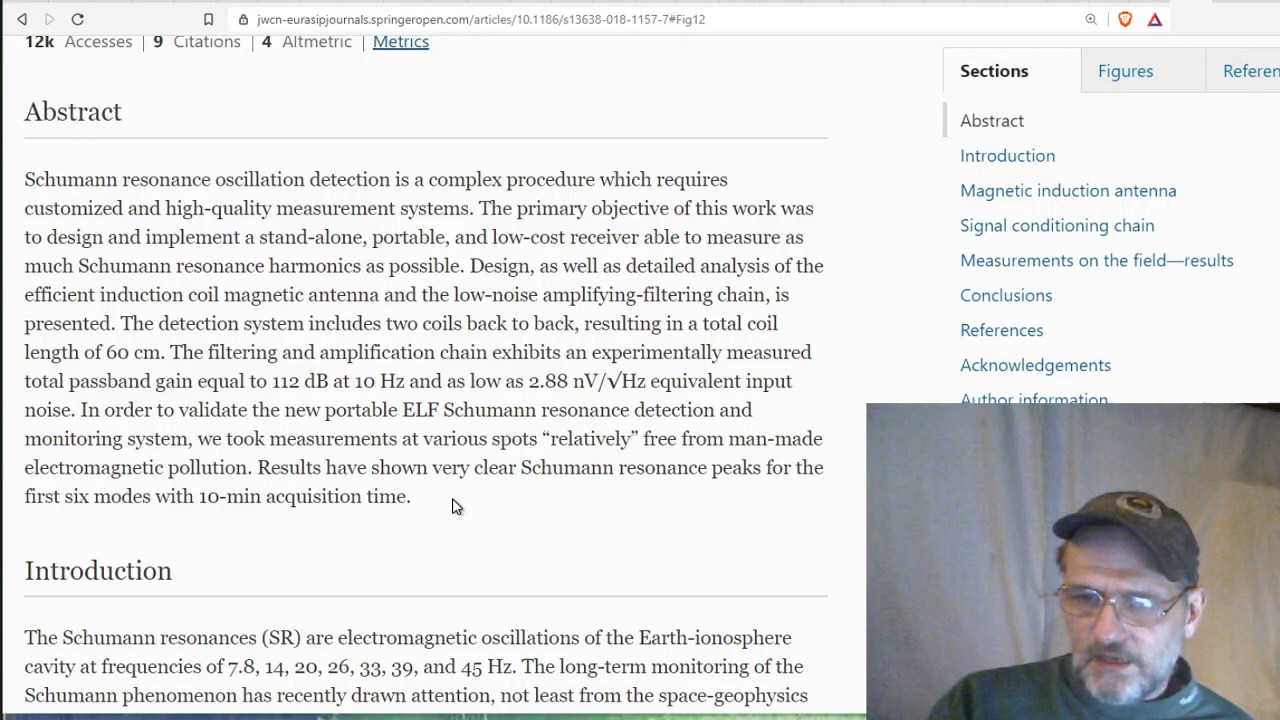 jwcn-eurasipjournals.springeropen.com/articles/10.1186/s13638-018-1157-7#Fig12
12k Accesses | 9 Citations | 4 Altmetric | Metrics
Abstract
Schumann resonance oscillation detection is a complex procedure which requires
customized and high-quality measurement systems. The primary objective of this work was
to design and implement a stand-alone, portable, and low-cost receiver able to measure as
much Schumann resonance harmonics as possible. Design, as well as detailed analysis of the
efficient induction coil magnetic antenna and the low-noise amplifying-filtering chain, is
presented. The detection system includes two coils back to back, resulting in a total coil
length of 60 cm. The filtering and amplification chain exhibits an experimentally measured
total passband gain equal to 112 dB at 10 Hz and as low as 2.88 nV/√Hz equivalent input
noise. In order to validate the new portable ELF Schumann resonance detection and
monitoring system, we took measurements at various spots “relatively” free from man-made
electromagnetic pollution. Results have shown very clear Schumann resonance peaks for the
first six modes with 10-min acquisition time.
Introduction
The Schumann resonances (SR) are electromagnetic oscillations of the Earth-ionosphere
cavity at frequencies of 7.8, 14, 20, 26, 33, 39, and 45 Hz. The long-term monitoring of the
Schumann phenomenon has recently drawn attention, not least from the space-geophysics
Sections
Figures
Referen
Abstract
Introduction
Magnetic induction antenna
Signal conditioning chain
Measurements on the field—results
Conclusions
References
Acknowledgements
Author information